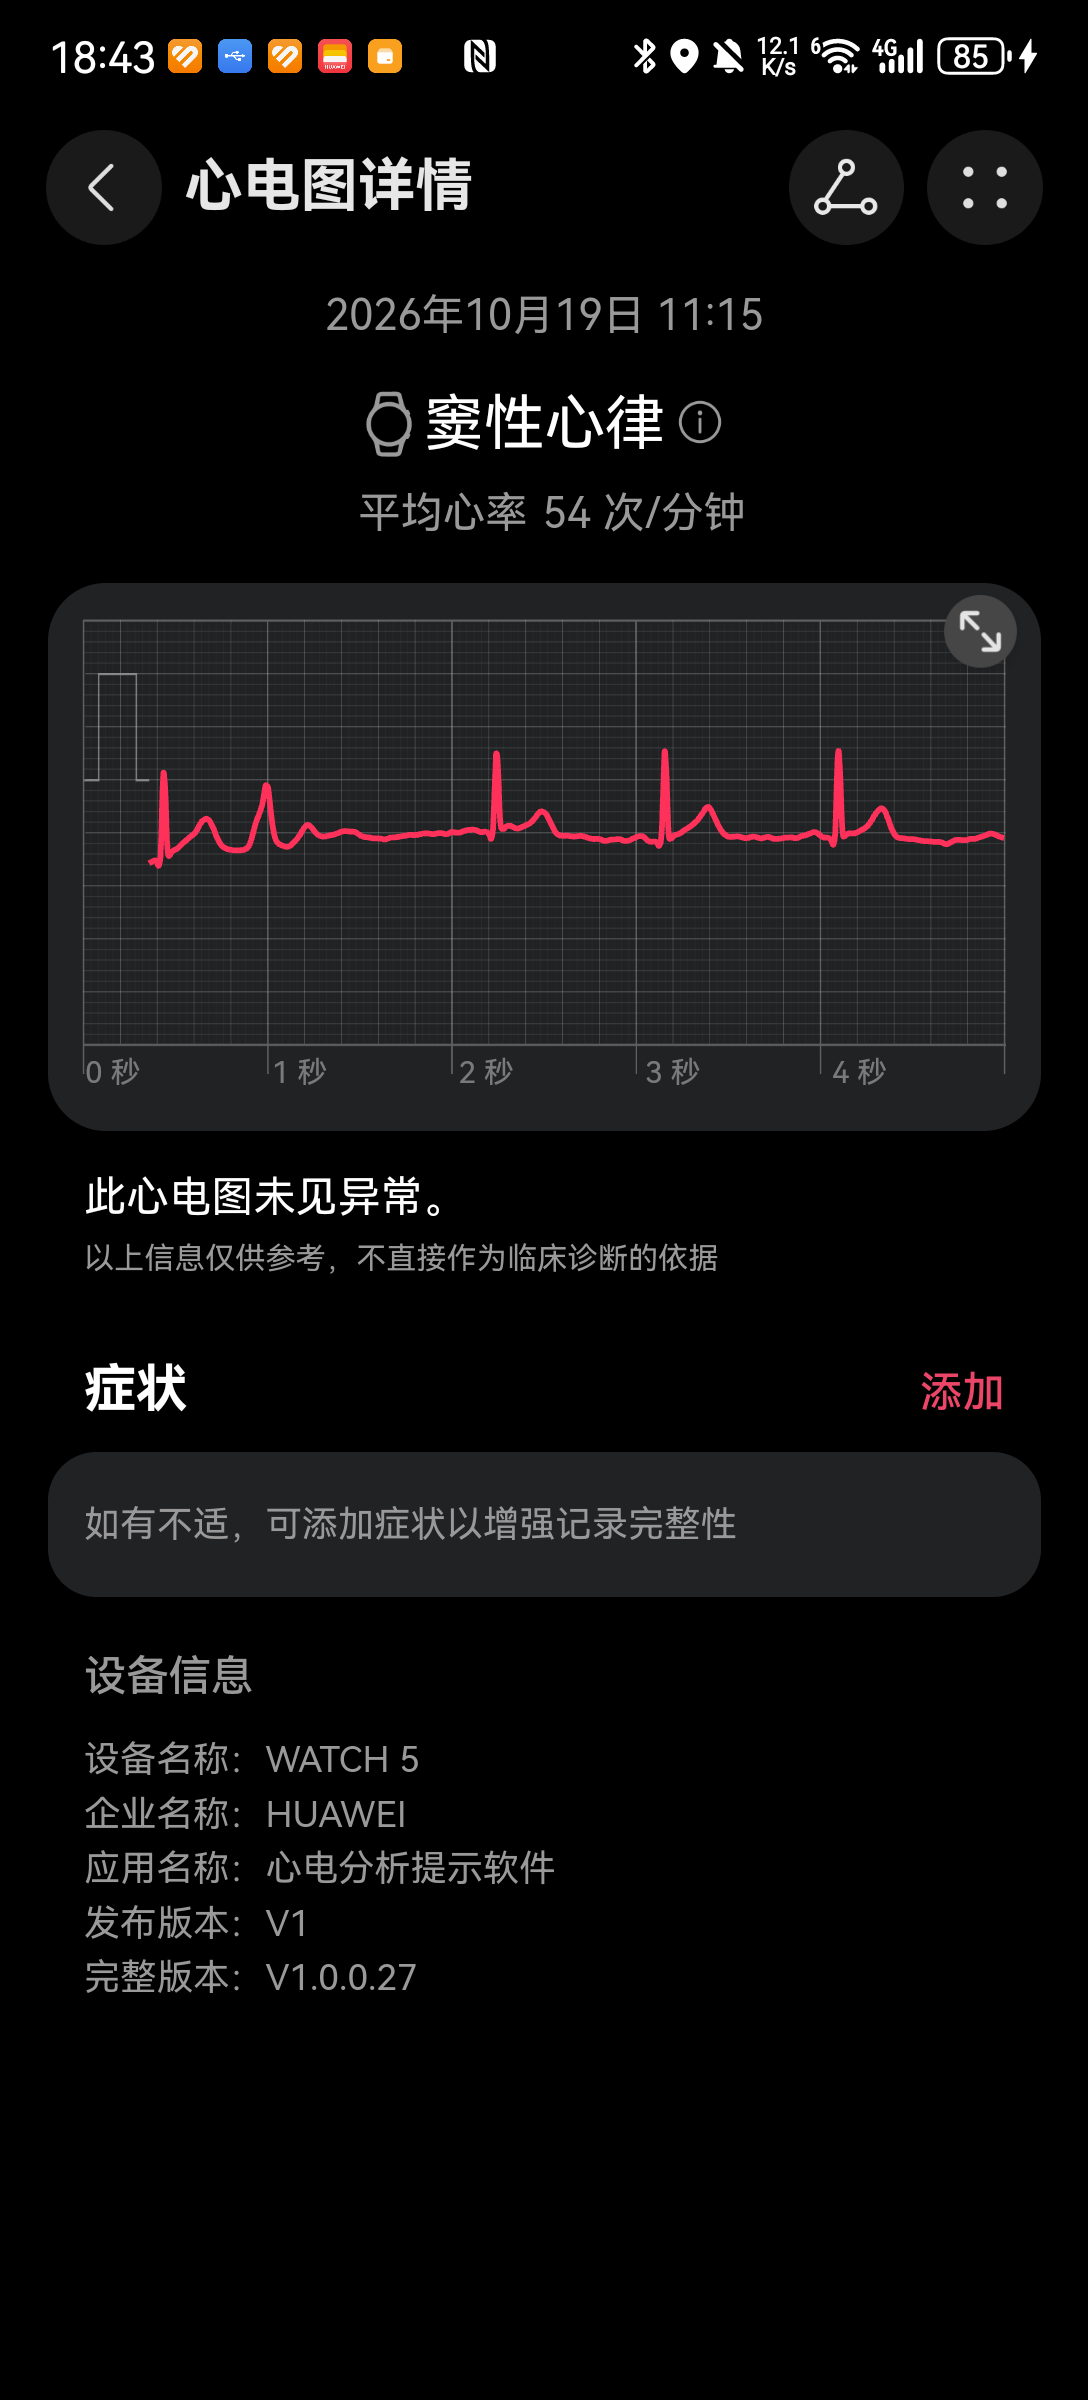 18:43
12.1 K/s
6
4G
85
心电图详情
2026年10月19日 11:15
窦性心律
平均心率 54 次/分钟
0 秒 1 秒 2 秒 3 秒 4 秒
此心电图未见异常。
以上信息仅供参考，不直接作为临床诊断的依据
症状 添加
如有不适，可添加症状以增强记录完整性
设备信息
设备名称： WATCH 5
企业名称： HUAWEI
应用名称： 心电分析提示软件
发布版本： V1
完整版本： V1.0.0.27